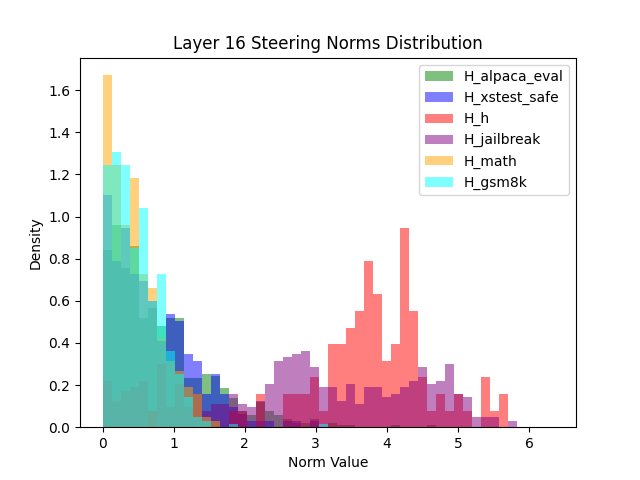 Layer 16 Steering Norms Distribution
H_alpaca_eval
H_xstest_safe
H_h
H_jailbreak
H_math
H_gsm8k
Density
1.6
1.4
1.2
1.0
0.8
0.6
0.4
0.2
0.0
0 1 2 3 4 5 6
Norm Value